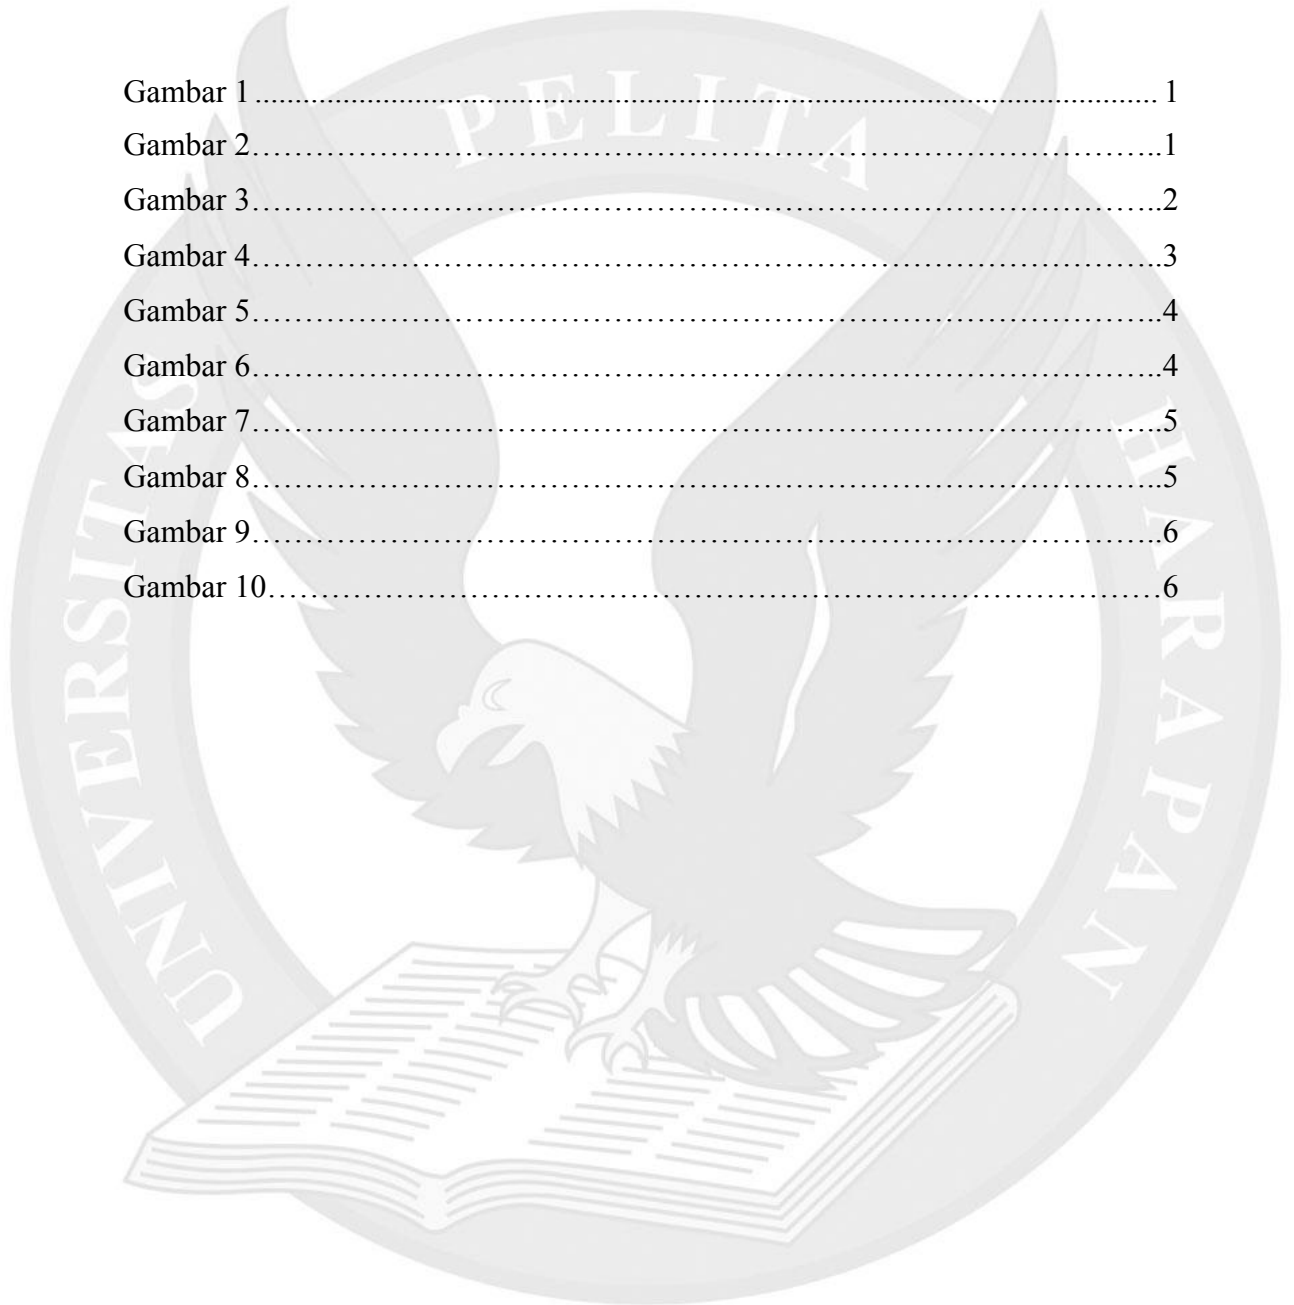 Gambar 1 ............................................................................................................. 1
Gambar 2……………………………………………………………………………..1
Gambar 3……………………………………………………………………………..2
Gambar 4……………………………………………………………………………..3
Gambar 5……………………………………………………………………………..4
Gambar 6……………………………………………………………………………..4
Gambar 7……………………………………………………………………………..5
Gambar 8……………………………………………………………………………..5
Gambar 9……………………………………………………………………………..6
Gambar 10……………………………………………………………………………6
UNIVERSITAS PELITA HARAPAN